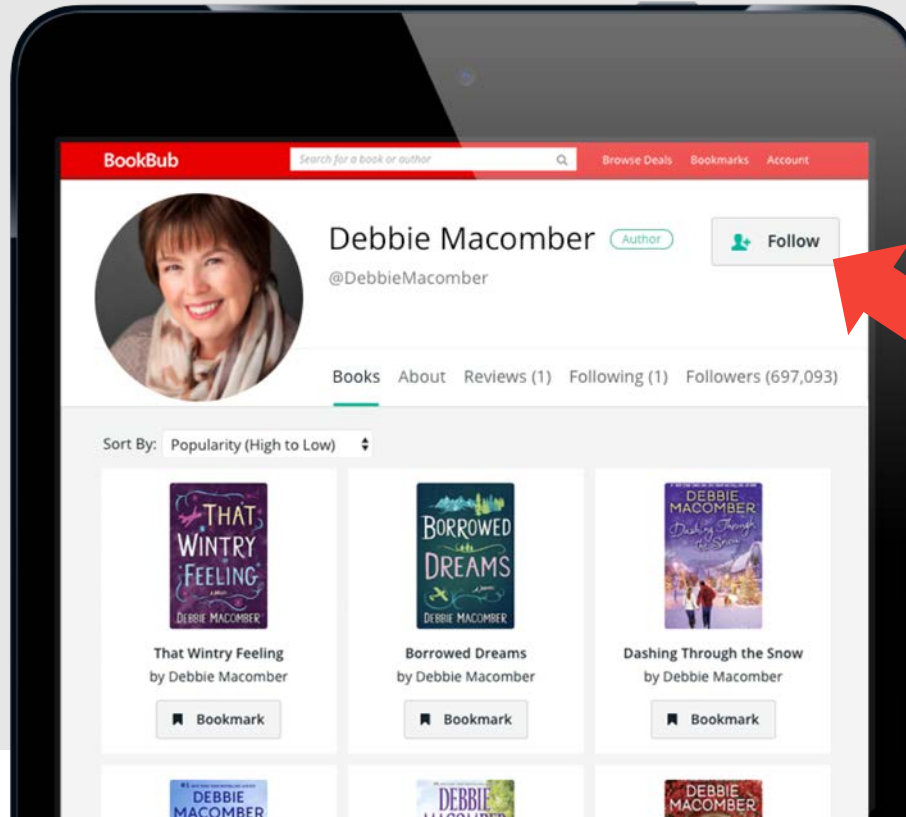 BookBub
Search for a book or author
Browse Deals Bookmarks Account
Debbie Macomber Author
Follow
@DebbieMacomber
Books About Reviews (1) Following (1) Followers (697,093)
Sort By: Popularity (High to Low)
THAT
WINTRY
FEELING
DEBBIE MACOMBER
BORROWED
DREAMS
DEBBIE MACOMBER
DEBBIE
MACOMBER
Dashing Through
the Snow
That Wintry Feeling
by Debbie Macomber
Bookmark
Borrowed Dreams
by Debbie Macomber
Bookmark
Dashing Through the Snow
by Debbie Macomber
Bookmark
DEBBIE
MACOMBER
DEBBIE
MACOMBER
DEBBIE
MACOMBER